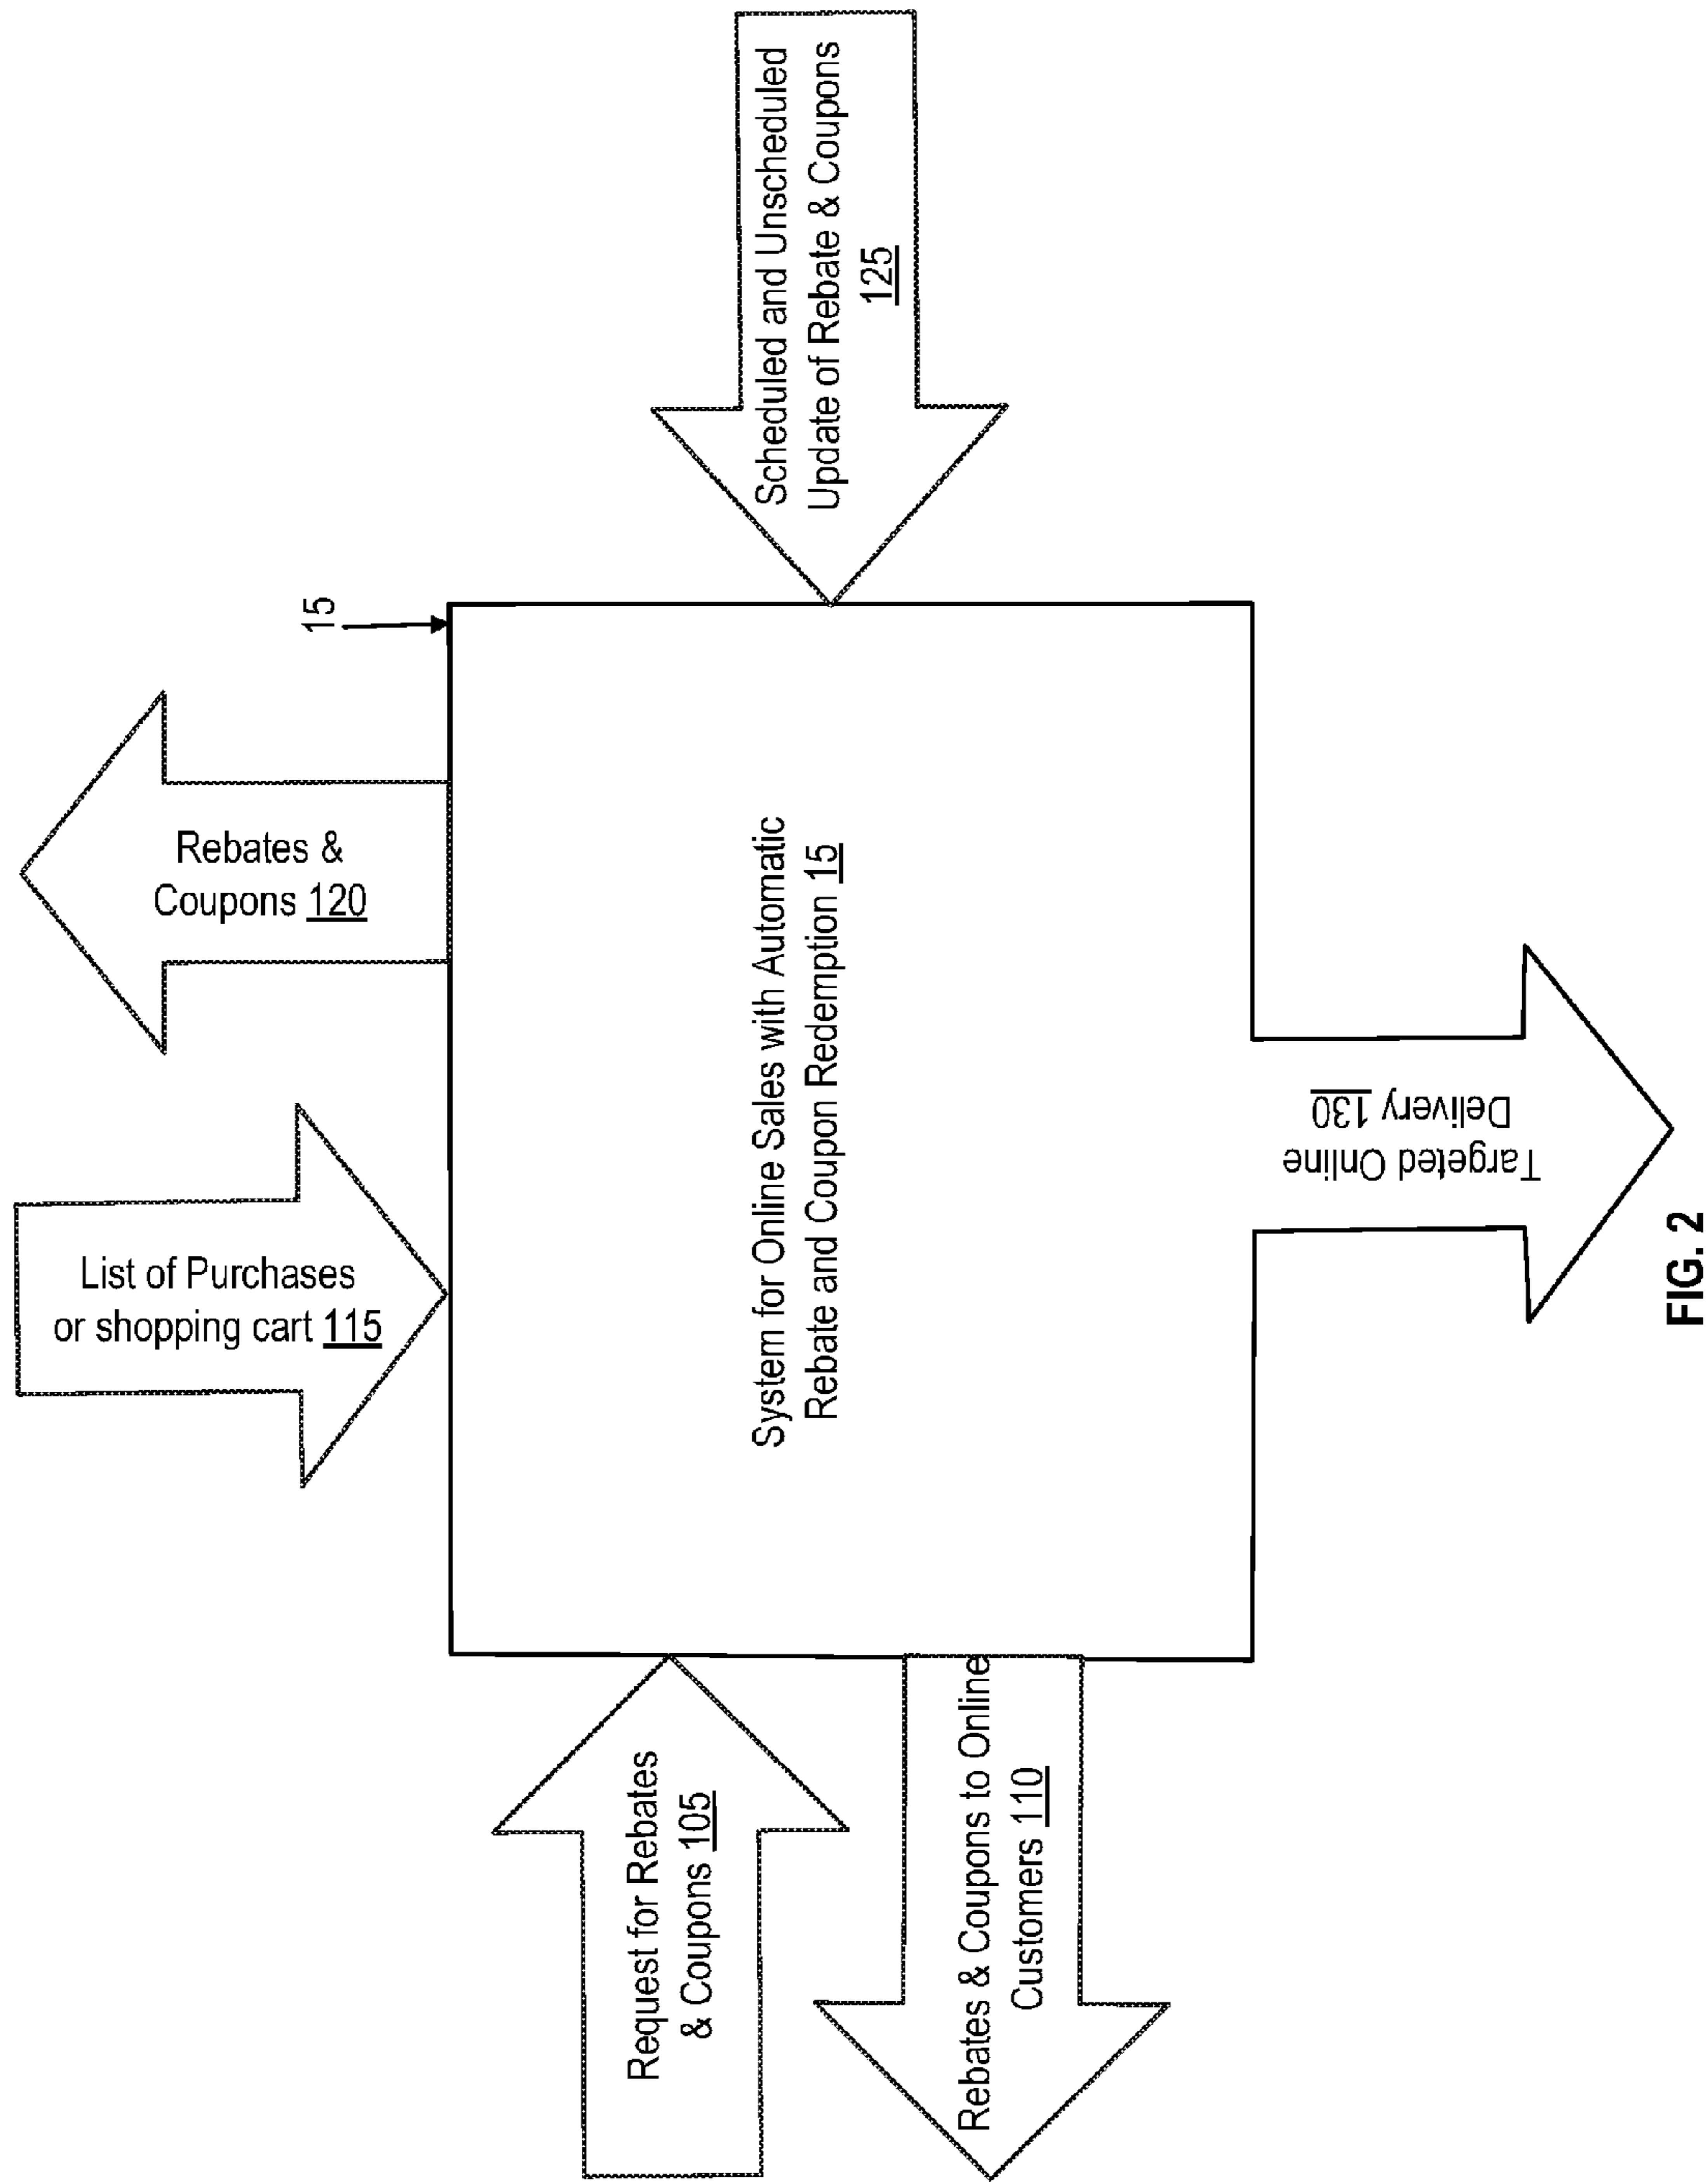 List of Purchases
or shopping cart 115
Rebates &
Coupons 120
15
Request for Rebates
& Coupons 105
System for Online Sales with Automatic
Rebate and Coupon Redemption 15
Scheduled and Unscheduled
Update of Rebate & Coupons
125
Rebates & Coupons to Online
Customers 110
Targeted Online
Delivery 130
FIG. 2